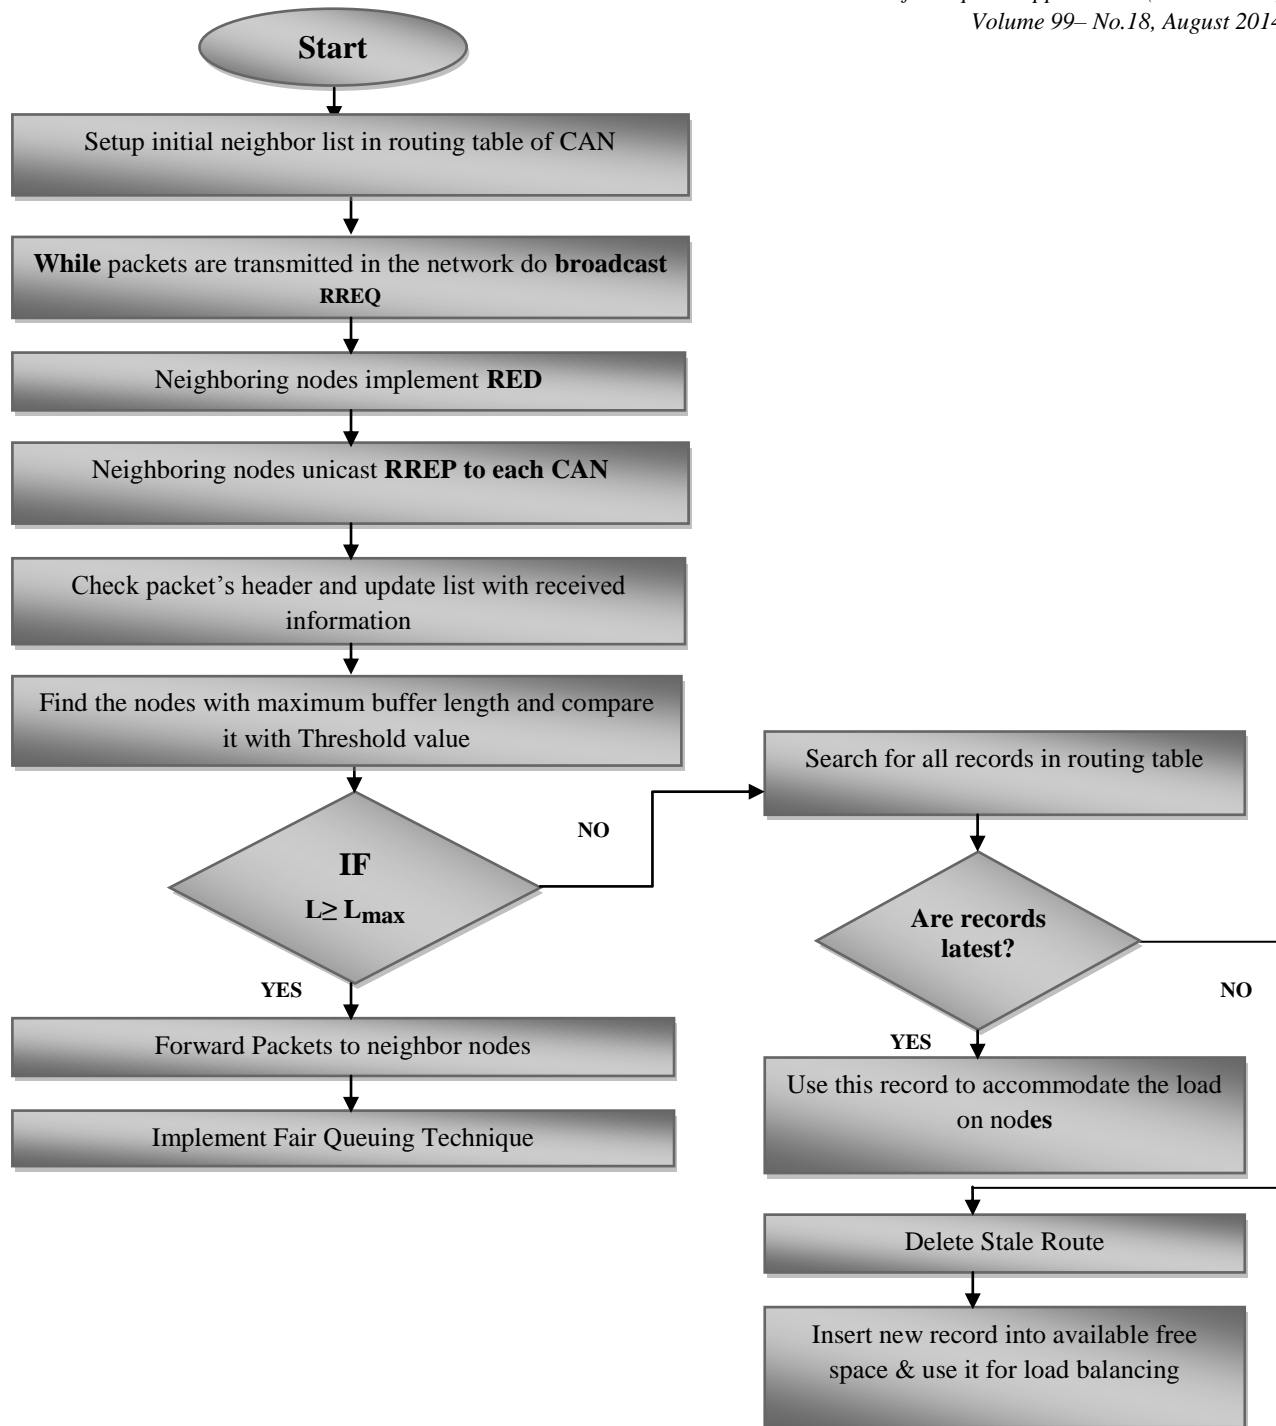 Volume 99– No.18, August 2014
Start
Setup initial neighbor list in routing table of CAN
While packets are transmitted in the network do broadcast
RREQ
Neighboring nodes implement RED
Neighboring nodes unicast RREP to each CAN
Check packet’s header and update list with received
information
Find the nodes with maximum buffer length and compare
it with Threshold value
IF
L≥ Lmax
NO
YES
Forward Packets to neighbor nodes
Implement Fair Queuing Technique
Search for all records in routing table
Are records
latest?
NO
YES
Use this record to accommodate the load
on nodes
Delete Stale Route
Insert new record into available free
space & use it for load balancing